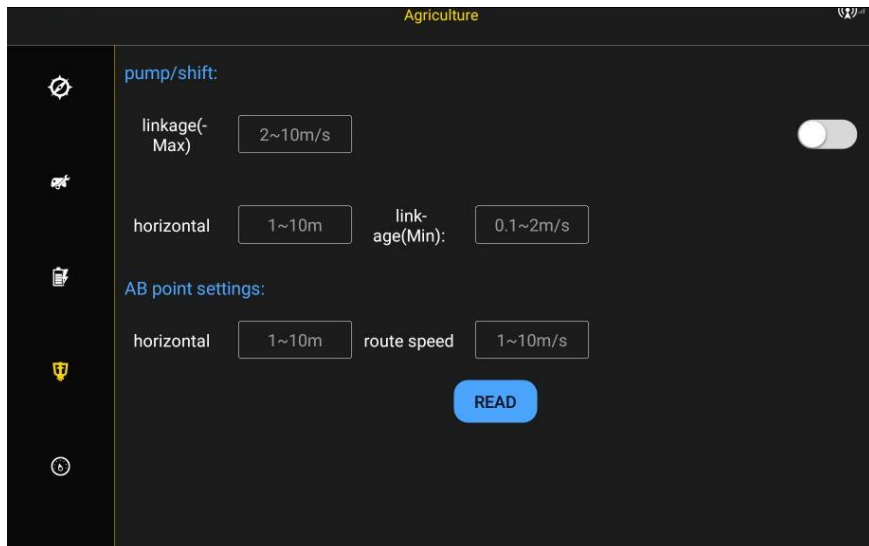 Agriculture
pump/shift:
linkage(-
Max)
2~10m/s
horizontal
1~10m
link-
age(Min):
0.1~2m/s
AB point settings:
horizontal
1~10m
route speed
1~10m/s
READ